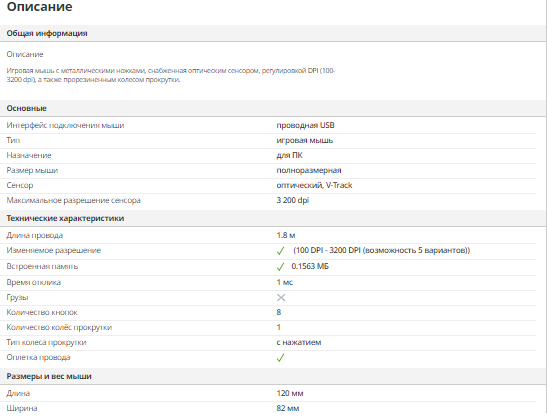 Описание
Общая информация
Описание
Игровая мышь с металлическими ножками, снабженная оптическим сенсором, регулировкой DPI (100-
3200 dpi), а также прорезиненным колесом прокрутки.
Основные
Интерфейс подключения мыши проводная USB
Тип игровая мышь
Назначение для ПК
Размер мыши полноразмерная
Сенсор оптический, V-Track
Максимальное разрешение сенсора 3 200 dpi
Технические характеристики
Длина провода 1.8 м
Изменяемое разрешение (100 DPI - 3200 DPI (возможность 5 вариантов))
Встроенная память 0.1563 МБ
Время отклика 1 мс
Грузы
Количество кнопок 8
Количество колёс прокрутки 1
Тип колеса прокрутки с нажатием
Оплетка провода
Размеры и вес мыши
Длина 120 мм
Ширина 82 мм